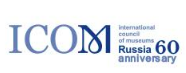 ICOM
international
council
of museums
Russia 60
anniversary